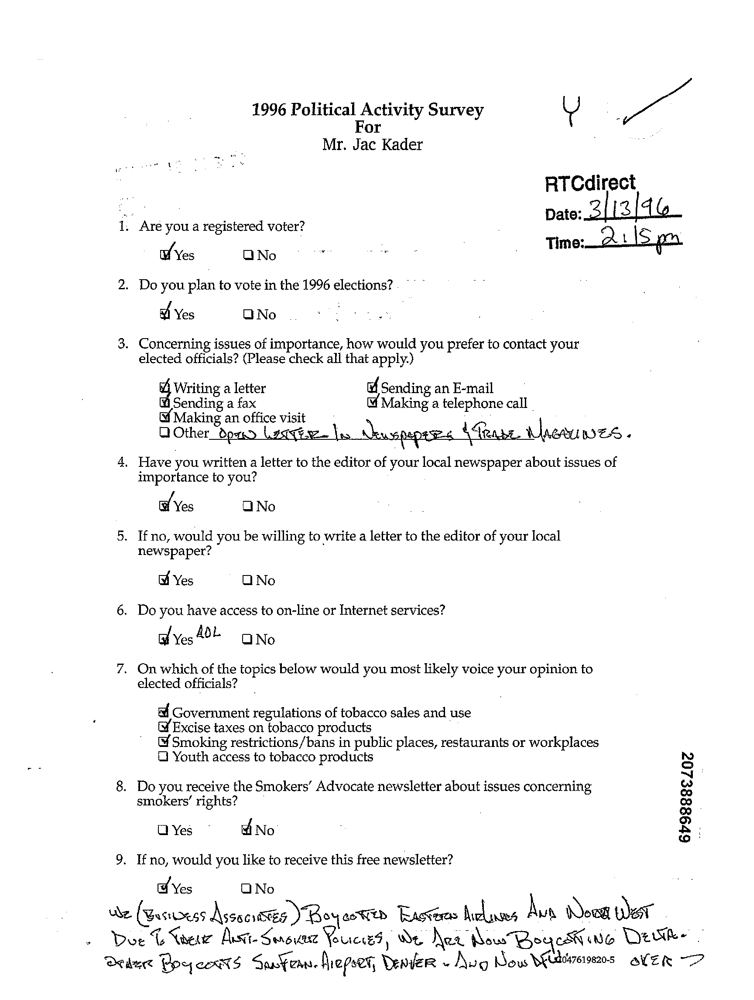 1996 Political Activity Survey
For
Mr. Jac Kader
Y
RTCdirect
Date: 3/13/96
Time: 2:15 pm
1. Are you a registered voter?
☑ Yes ☐ No
2. Do you plan to vote in the 1996 elections?
☑ Yes ☐ No
3. Concerning issues of importance, how would you prefer to contact your
elected officials? (Please check all that apply.)
☑ Writing a letter ☑ Sending an E-mail
☑ Sending a fax ☑ Making a telephone call
☑ Making an office visit
☐ Other Open Letter In Newspapers & Trade Magazines.
4. Have you written a letter to the editor of your local newspaper about issues of
importance to you?
☑ Yes ☐ No
5. If no, would you be willing to write a letter to the editor of your local
newspaper?
☑ Yes ☐ No
6. Do you have access to on-line or Internet services?
☑ Yes AOL ☐ No
7. On which of the topics below would you most likely voice your opinion to
elected officials?
☑ Government regulations of tobacco sales and use
☑ Excise taxes on tobacco products
☑ Smoking restrictions/bans in public places, restaurants or workplaces
☐ Youth access to tobacco products
8. Do you receive the Smokers' Advocate newsletter about issues concerning
smokers' rights?
☐ Yes ☑ No
9. If no, would you like to receive this free newsletter?
☑ Yes ☐ No
We (Business Associates) Boycotted Eastern Airlines And North West
Due To Their Anti-Smoker Policies, We Are Now Boycotting Delta-
Other Boycotts San Fran. Airport, Denver - And Now 2047619820-5 over →
2073888649